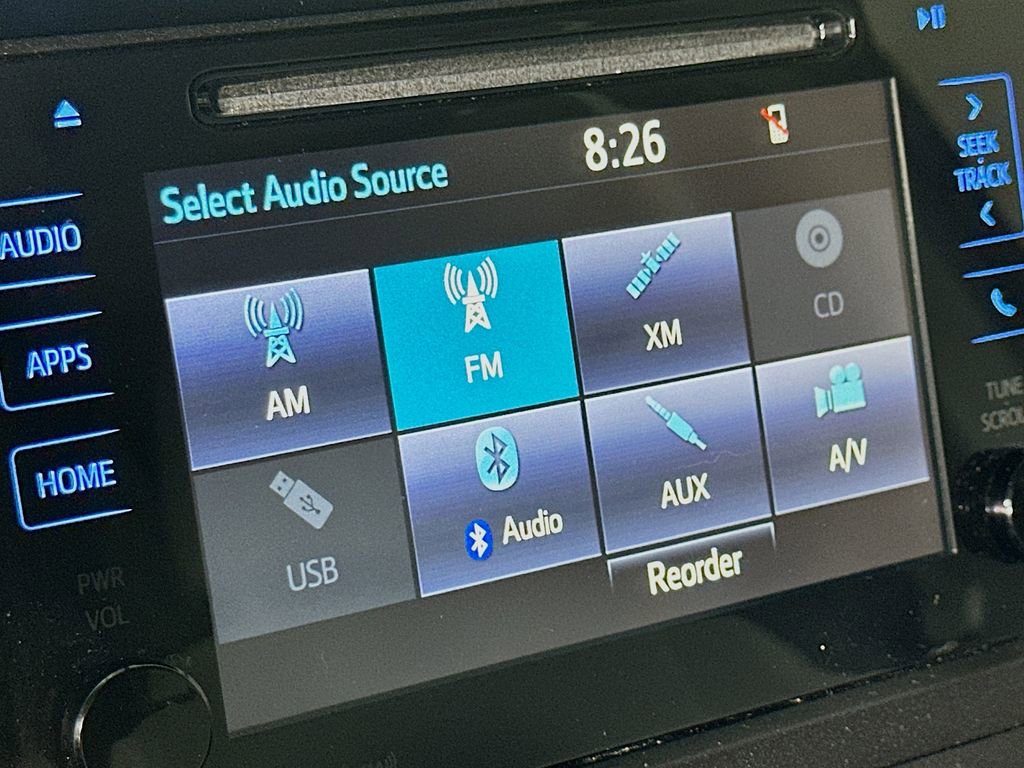 Select Audio Source
8:26
AM
FM
XM
CD
USB
Audio
AUX
A/V
Reorder
AUDIO
APPS
HOME
PWR
VOL
SEEK
TRACK
TUNE
SCROLL